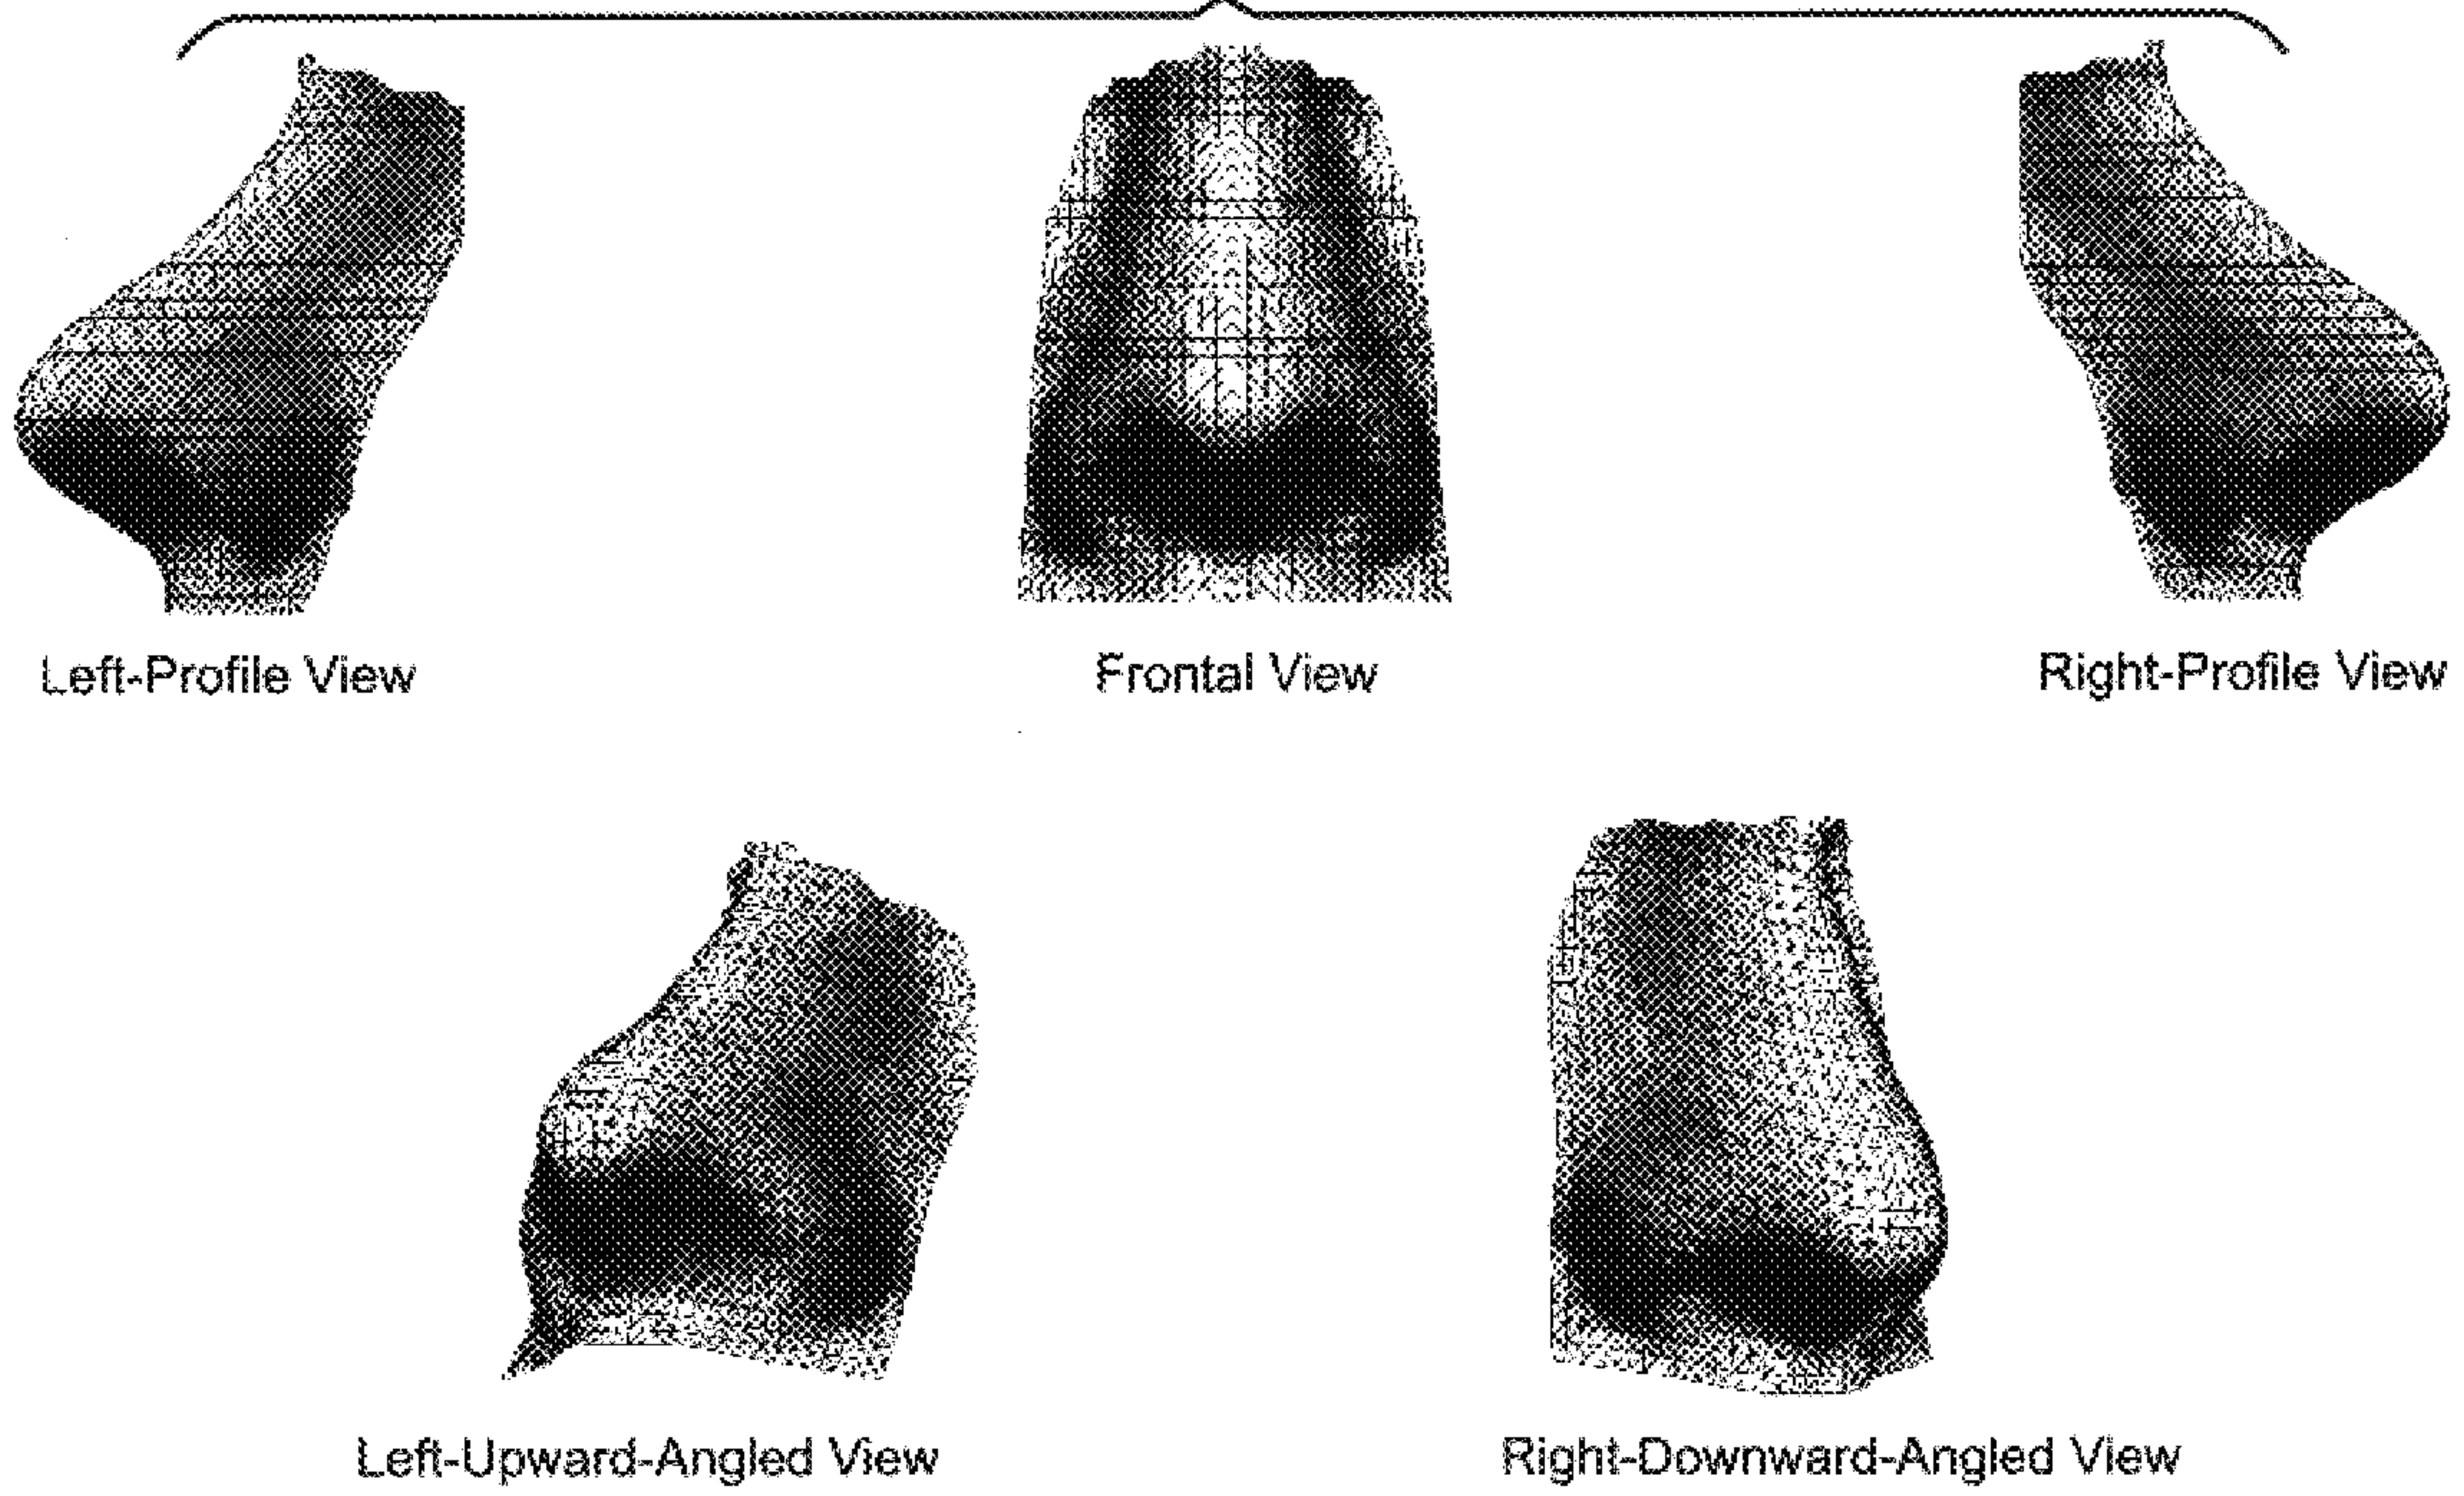 Left-Profile View
Frontal View
Right-Profile View
Left-Upward-Angled View
Right-Downward-Angled View